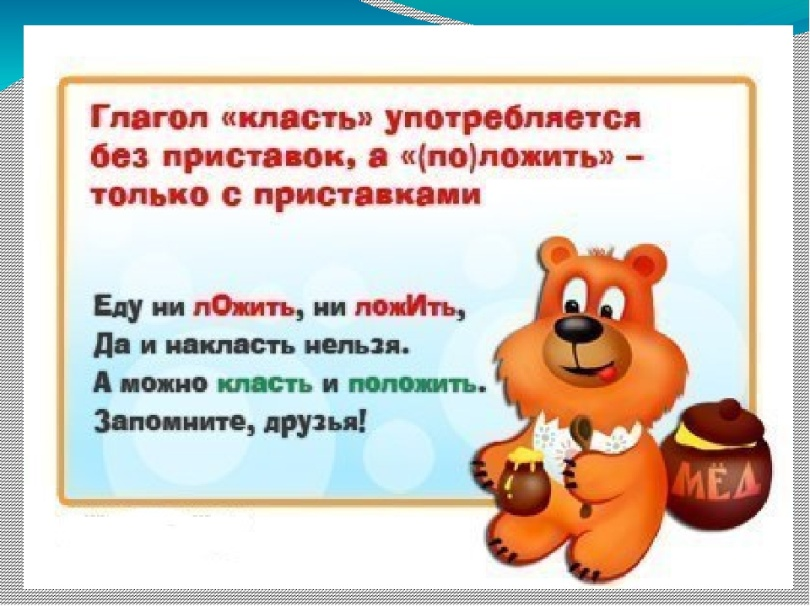 Глагол «класть» употребляется
без приставок, а «(по)ложить» –
только с приставками
Еду ни лОжить, ни ложИть,
Да и накласть нельзя.
А можно класть и положить.
Запомните, друзья!
МЁД